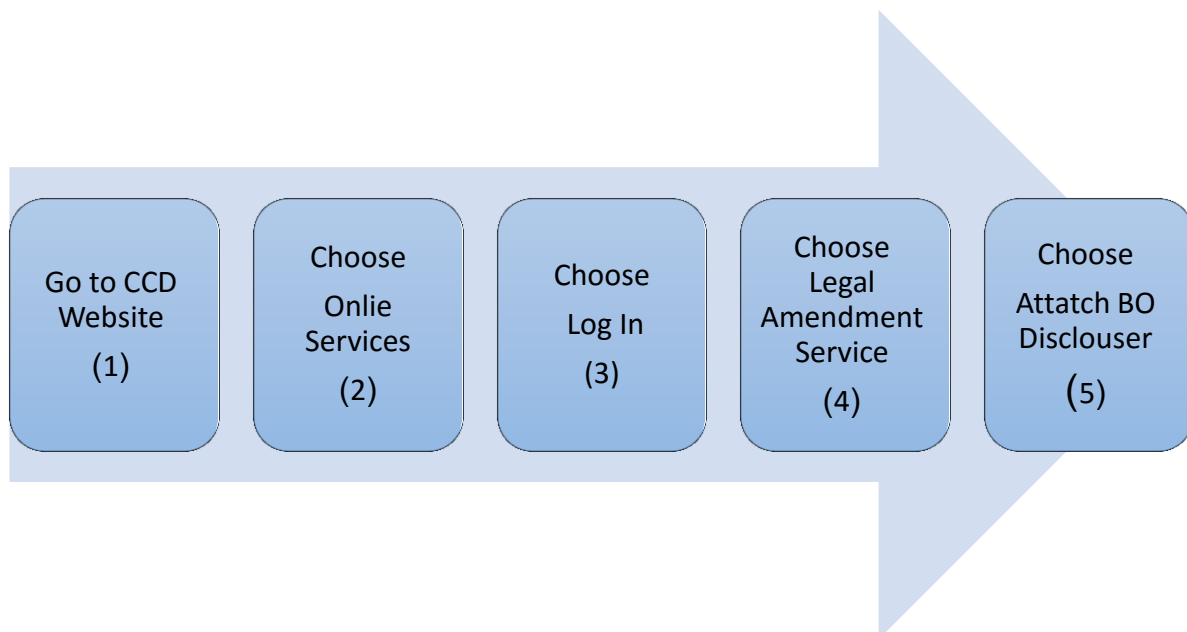 Go to CCD
Website
(1)
Choose
Onlie
Services
(2)
Choose
Log In
(3)
Choose
Legal
Amendment
Service
(4)
Choose
Attatch BO
Disclouser
(5)